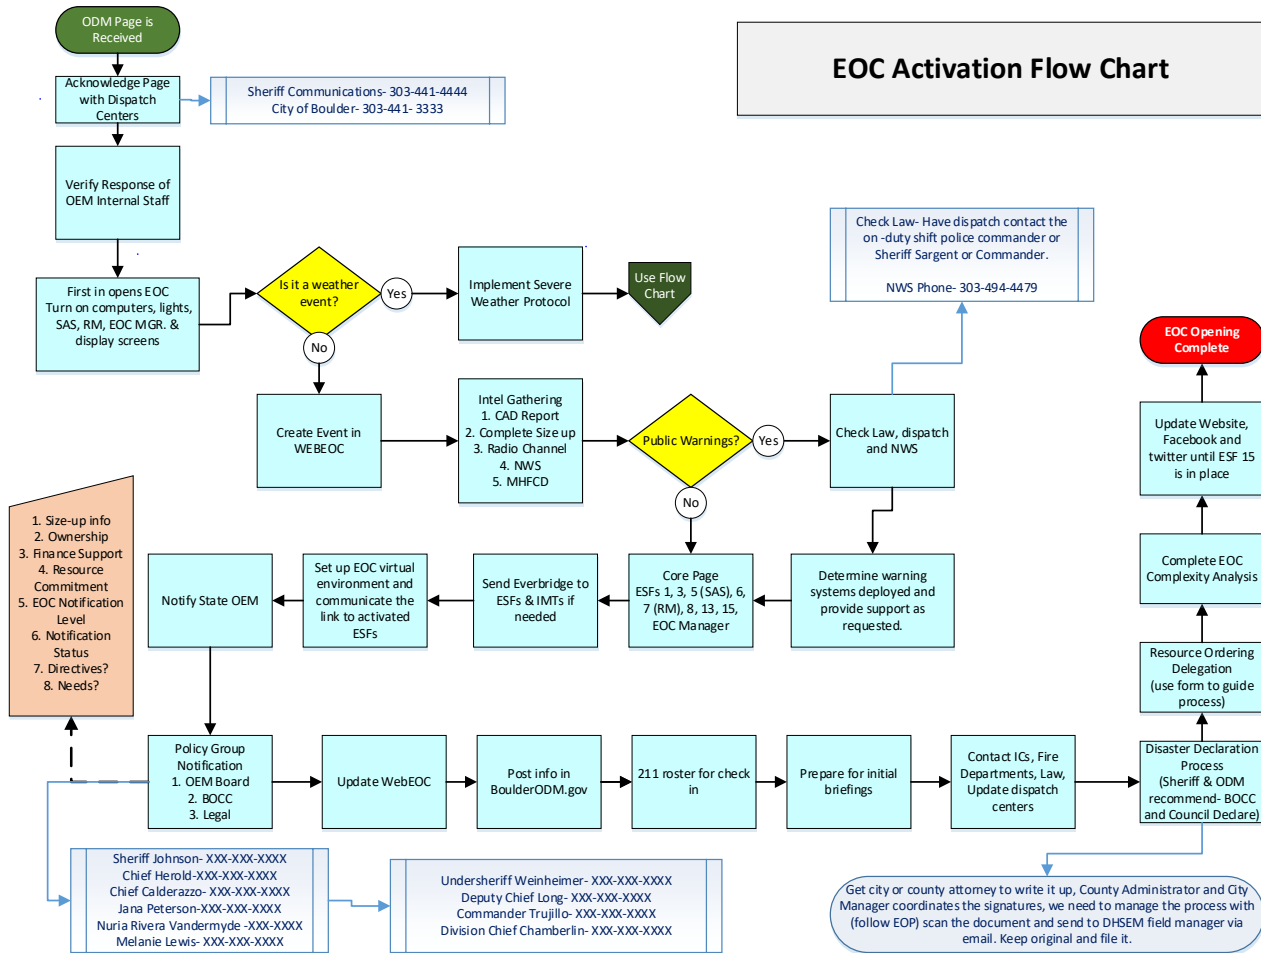 EOC Activation Flow Chart
ODM Page is
Received
Acknowledge Page
with Dispatch
Centers
Sheriff Communications- 303-441-4444
City of Boulder- 303-441- 3333
Verify Response of
OEM Internal Staff
First in opens EOC
Turn on computers, lights,
SAS, RM, EOC MGR. &
display screens
Is it a weather
event?
Yes
No
Implement Severe
Weather Protocol
Use Flow
Chart
Create Event in
WEBEOC
Intel Gathering
1. CAD Report
2. Complete Size up
3. Radio Channel
4. NWS
5. MHFCD
Public Warnings?
Yes
No
Check Law, dispatch
and NWS
Check Law- Have dispatch contact the
on -duty shift police commander or
Sheriff Sargent or Commander.
NWS Phone- 303-494-4479
Determine warning
systems deployed and
provide support as
requested.
Core Page
ESFs 1, 3, 5 (SAS), 6,
7 (RM), 8, 13, 15,
EOC Manager
Send Everbridge to
ESFs & IMTs if
needed
Set up EOC virtual
environment and
communicate the
link to activated
ESFs
Notify State OEM
1. Size-up info
2. Ownership
3. Finance Support
4. Resource
Commitment
5. EOC Notification
Level
6. Notification
Status
7. Directives?
8. Needs?
Policy Group
Notification
1. OEM Board
2. BOCC
3. Legal
Sheriff Johnson- XXX-XXX-XXXX
Chief Herold-XXX-XXX-XXXX
Chief Calderazzo- XXX-XXX-XXXX
Jana Peterson-XXX-XXX-XXXX
Nuria Rivera Vandermyde -XXX-XXXX
Melanie Lewis- XXX-XXX-XXXX
Undersheriff Weinheimer- XXX-XXX-XXXX
Deputy Chief Long- XXX-XXX-XXXX
Commander Trujillo- XXX-XXX-XXXX
Division Chief Chamberlin- XXX-XXX-XXXX
Update WebEOC
Post info in
BoulderODM.gov
211 roster for check
in
Prepare for initial
briefings
Contact ICs, Fire
Departments, Law,
Update dispatch
centers
Disaster Declaration
Process
(Sheriff & ODM
recommend- BOCC
and Council Declare)
Get city or county attorney to write it up, County Administrator and City
Manager coordinates the signatures, we need to manage the process with
(follow EOP) scan the document and send to DHSEM field manager via
email. Keep original and file it.
Resource Ordering
Delegation
(use form to guide
process)
Complete EOC
Complexity Analysis
Update Website,
Facebook and
twitter until ESF 15
is in place
EOC Opening
Complete